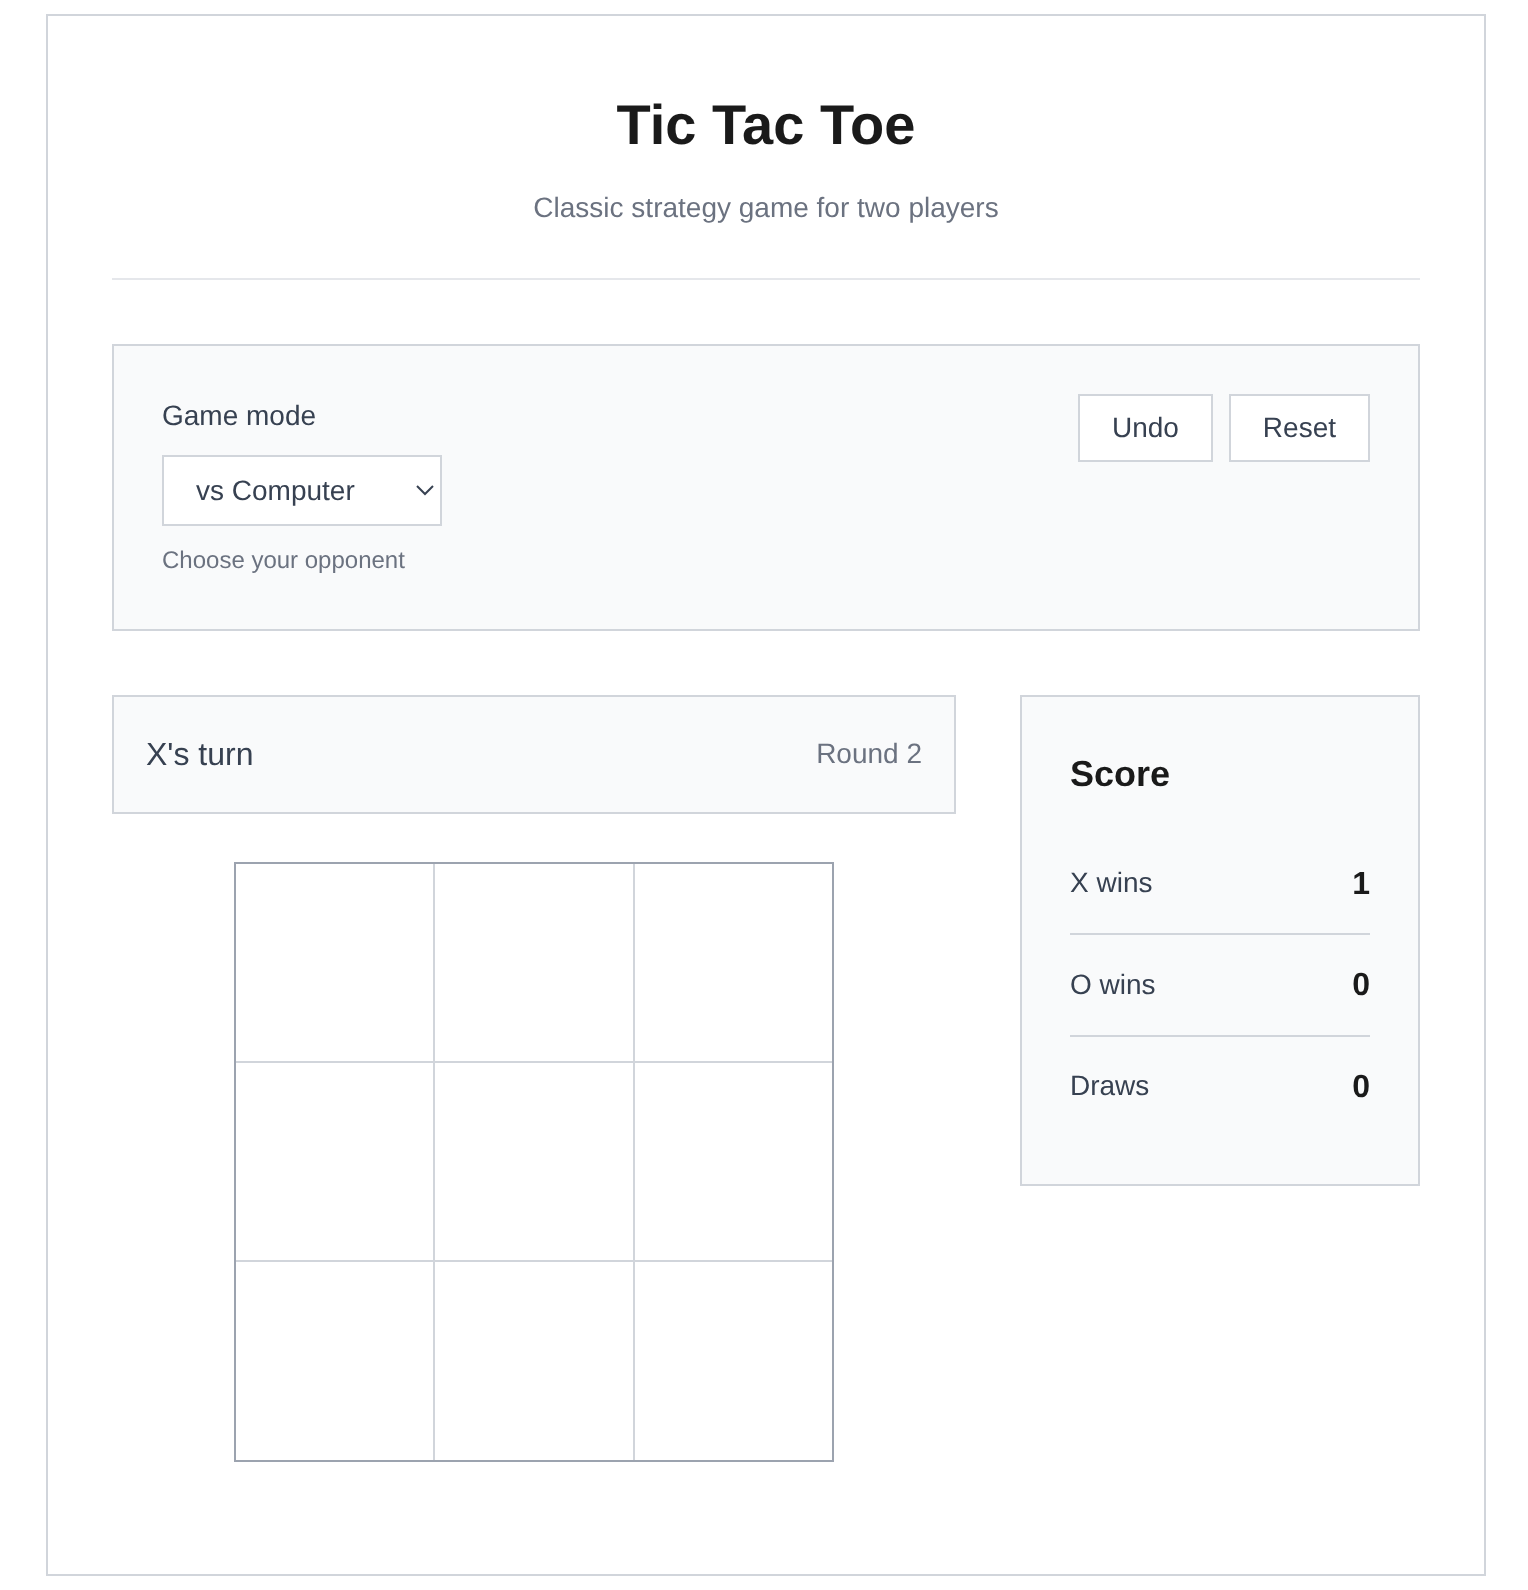 Tic Tac Toe
Classic strategy game for two players
Game mode
Undo
Reset
vs Computer
Choose your opponent
X's turn
Round 2
Score
X wins
1
O wins
0
Draws
0